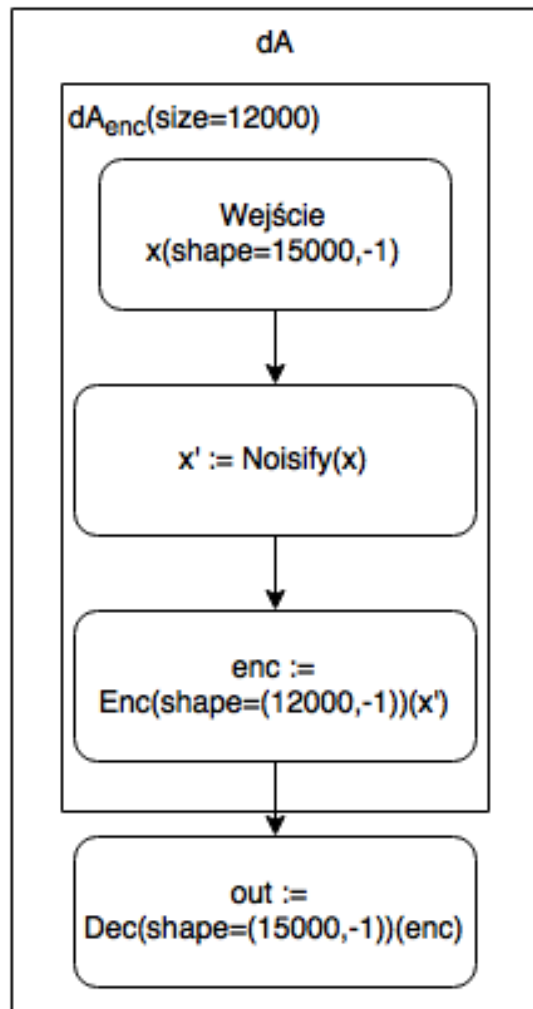 dA
dAenc(size=12000)
Wejście
x(shape=15000,-1)
x' := Noisify(x)
enc :=
Enc(shape=(12000,-1))(x')
out :=
Dec(shape=(15000,-1))(enc)